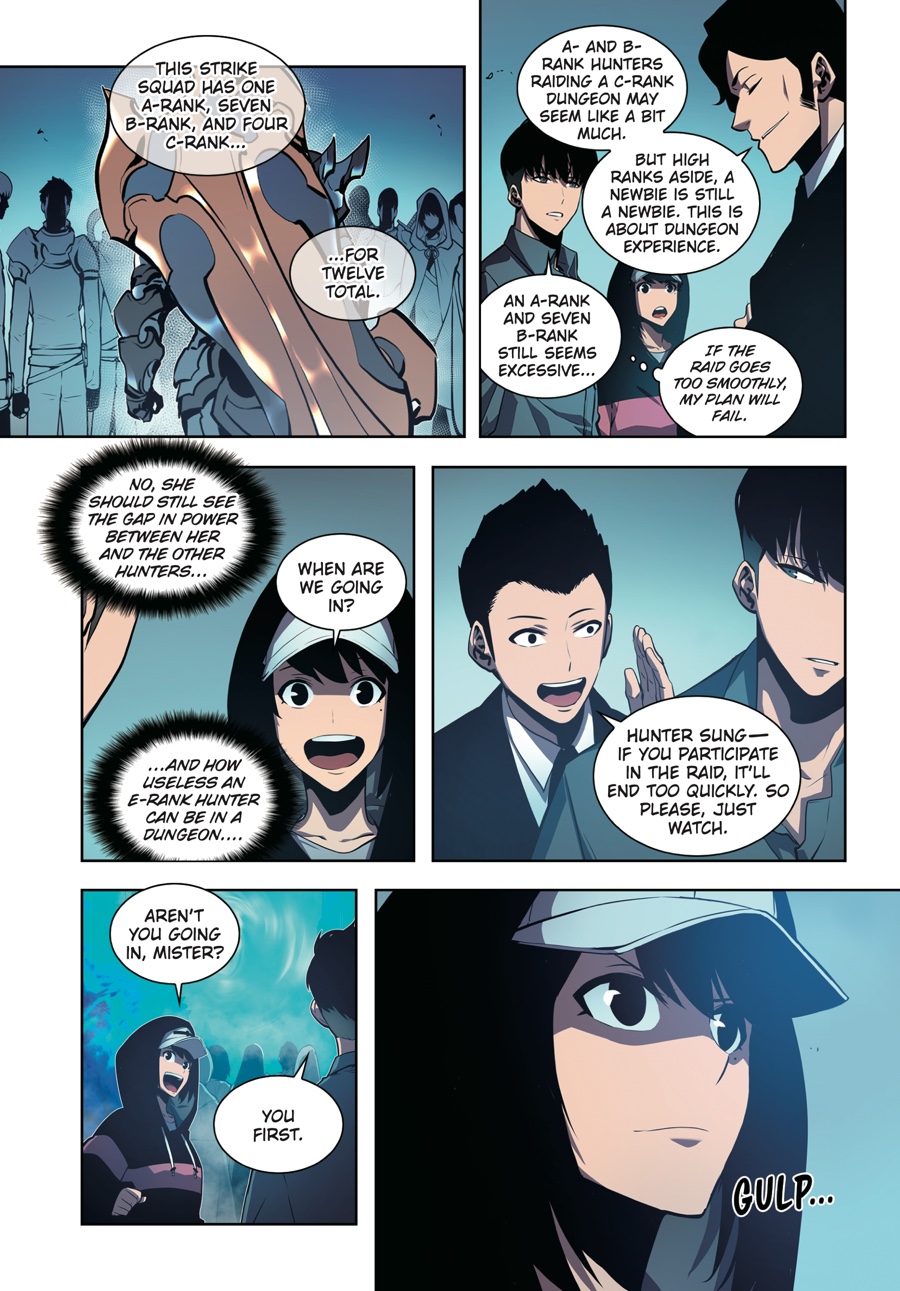 THIS STRIKE
SQUAD HAS ONE
A-RANK, SEVEN
B-RANK, AND FOUR
C-RANK...
...FOR
TWELVE
TOTAL.
A- AND B-
RANK HUNTERS
RAIDING A C-RANK
DUNGEON MAY
SEEM LIKE A BIT
MUCH.
BUT HIGH
RANKS ASIDE, A
NEWBIE IS STILL
A NEWBIE. THIS IS
ABOUT DUNGEON
EXPERIENCE.
AN A-RANK
AND SEVEN
B-RANK
STILL SEEMS
EXCESSIVE...
IF THE
RAID GOES
TOO SMOOTHLY,
MY PLAN WILL
FAIL.
NO, SHE
SHOULD STILL SEE
THE GAP IN POWER
BETWEEN HER
AND THE OTHER
HUNTERS...
WHEN ARE
WE GOING
IN?
...AND HOW
USELESS AN
E-RANK HUNTER
CAN BE IN A
DUNGEON....
HUNTER SUNG—
IF YOU PARTICIPATE
IN THE RAID, IT'LL
END TOO QUICKLY. SO
PLEASE, JUST
WATCH.
AREN'T
YOU GOING
IN, MISTER?
YOU
FIRST.
GULP...